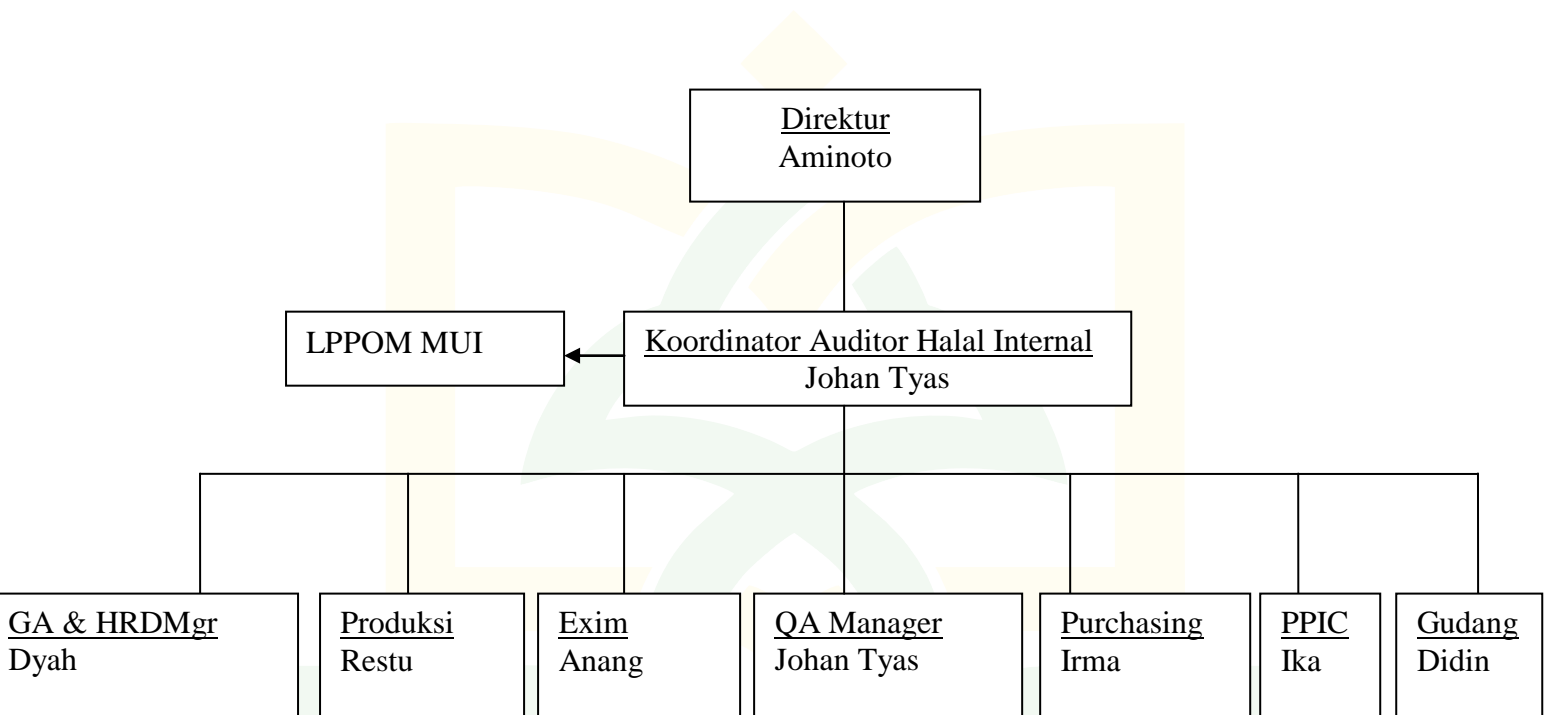 Direktur
Aminoto
LPPOM MUI
Koordinator Auditor Halal Internal
Johan Tyas
GA & HRDMgr
Dyah
Produksi
Restu
Exim
Anang
QA Manager
Johan Tyas
Purchasing
Irma
PPIC
Ika
Gudang
Didin